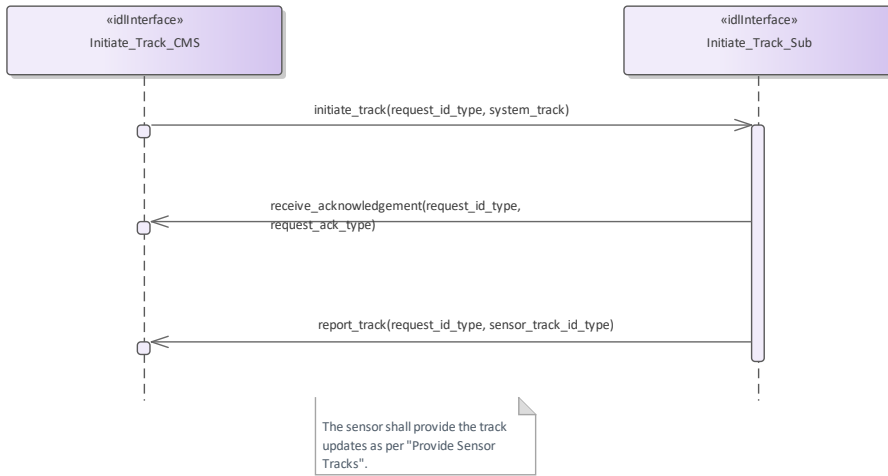 «idlInterface»
Initiate_Track_CMS
«idlInterface»
Initiate_Track_Sub
initiate_track(request_id_type, system_track)
receive_acknowledgement(request_id_type,
request_ack_type)
report_track(request_id_type, sensor_track_id_type)
The sensor shall provide the track
updates as per "Provide Sensor
Tracks".